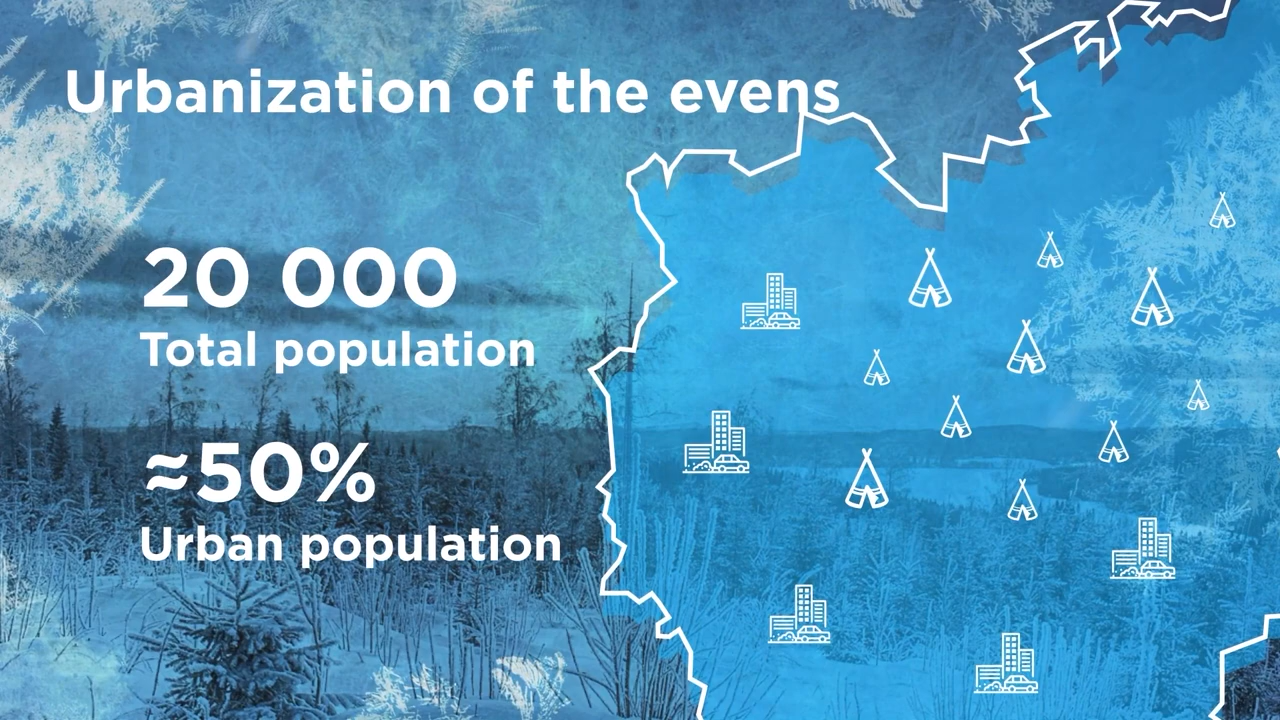 Urbanization of the evens
20 000
Total population
≈50%
Urban population